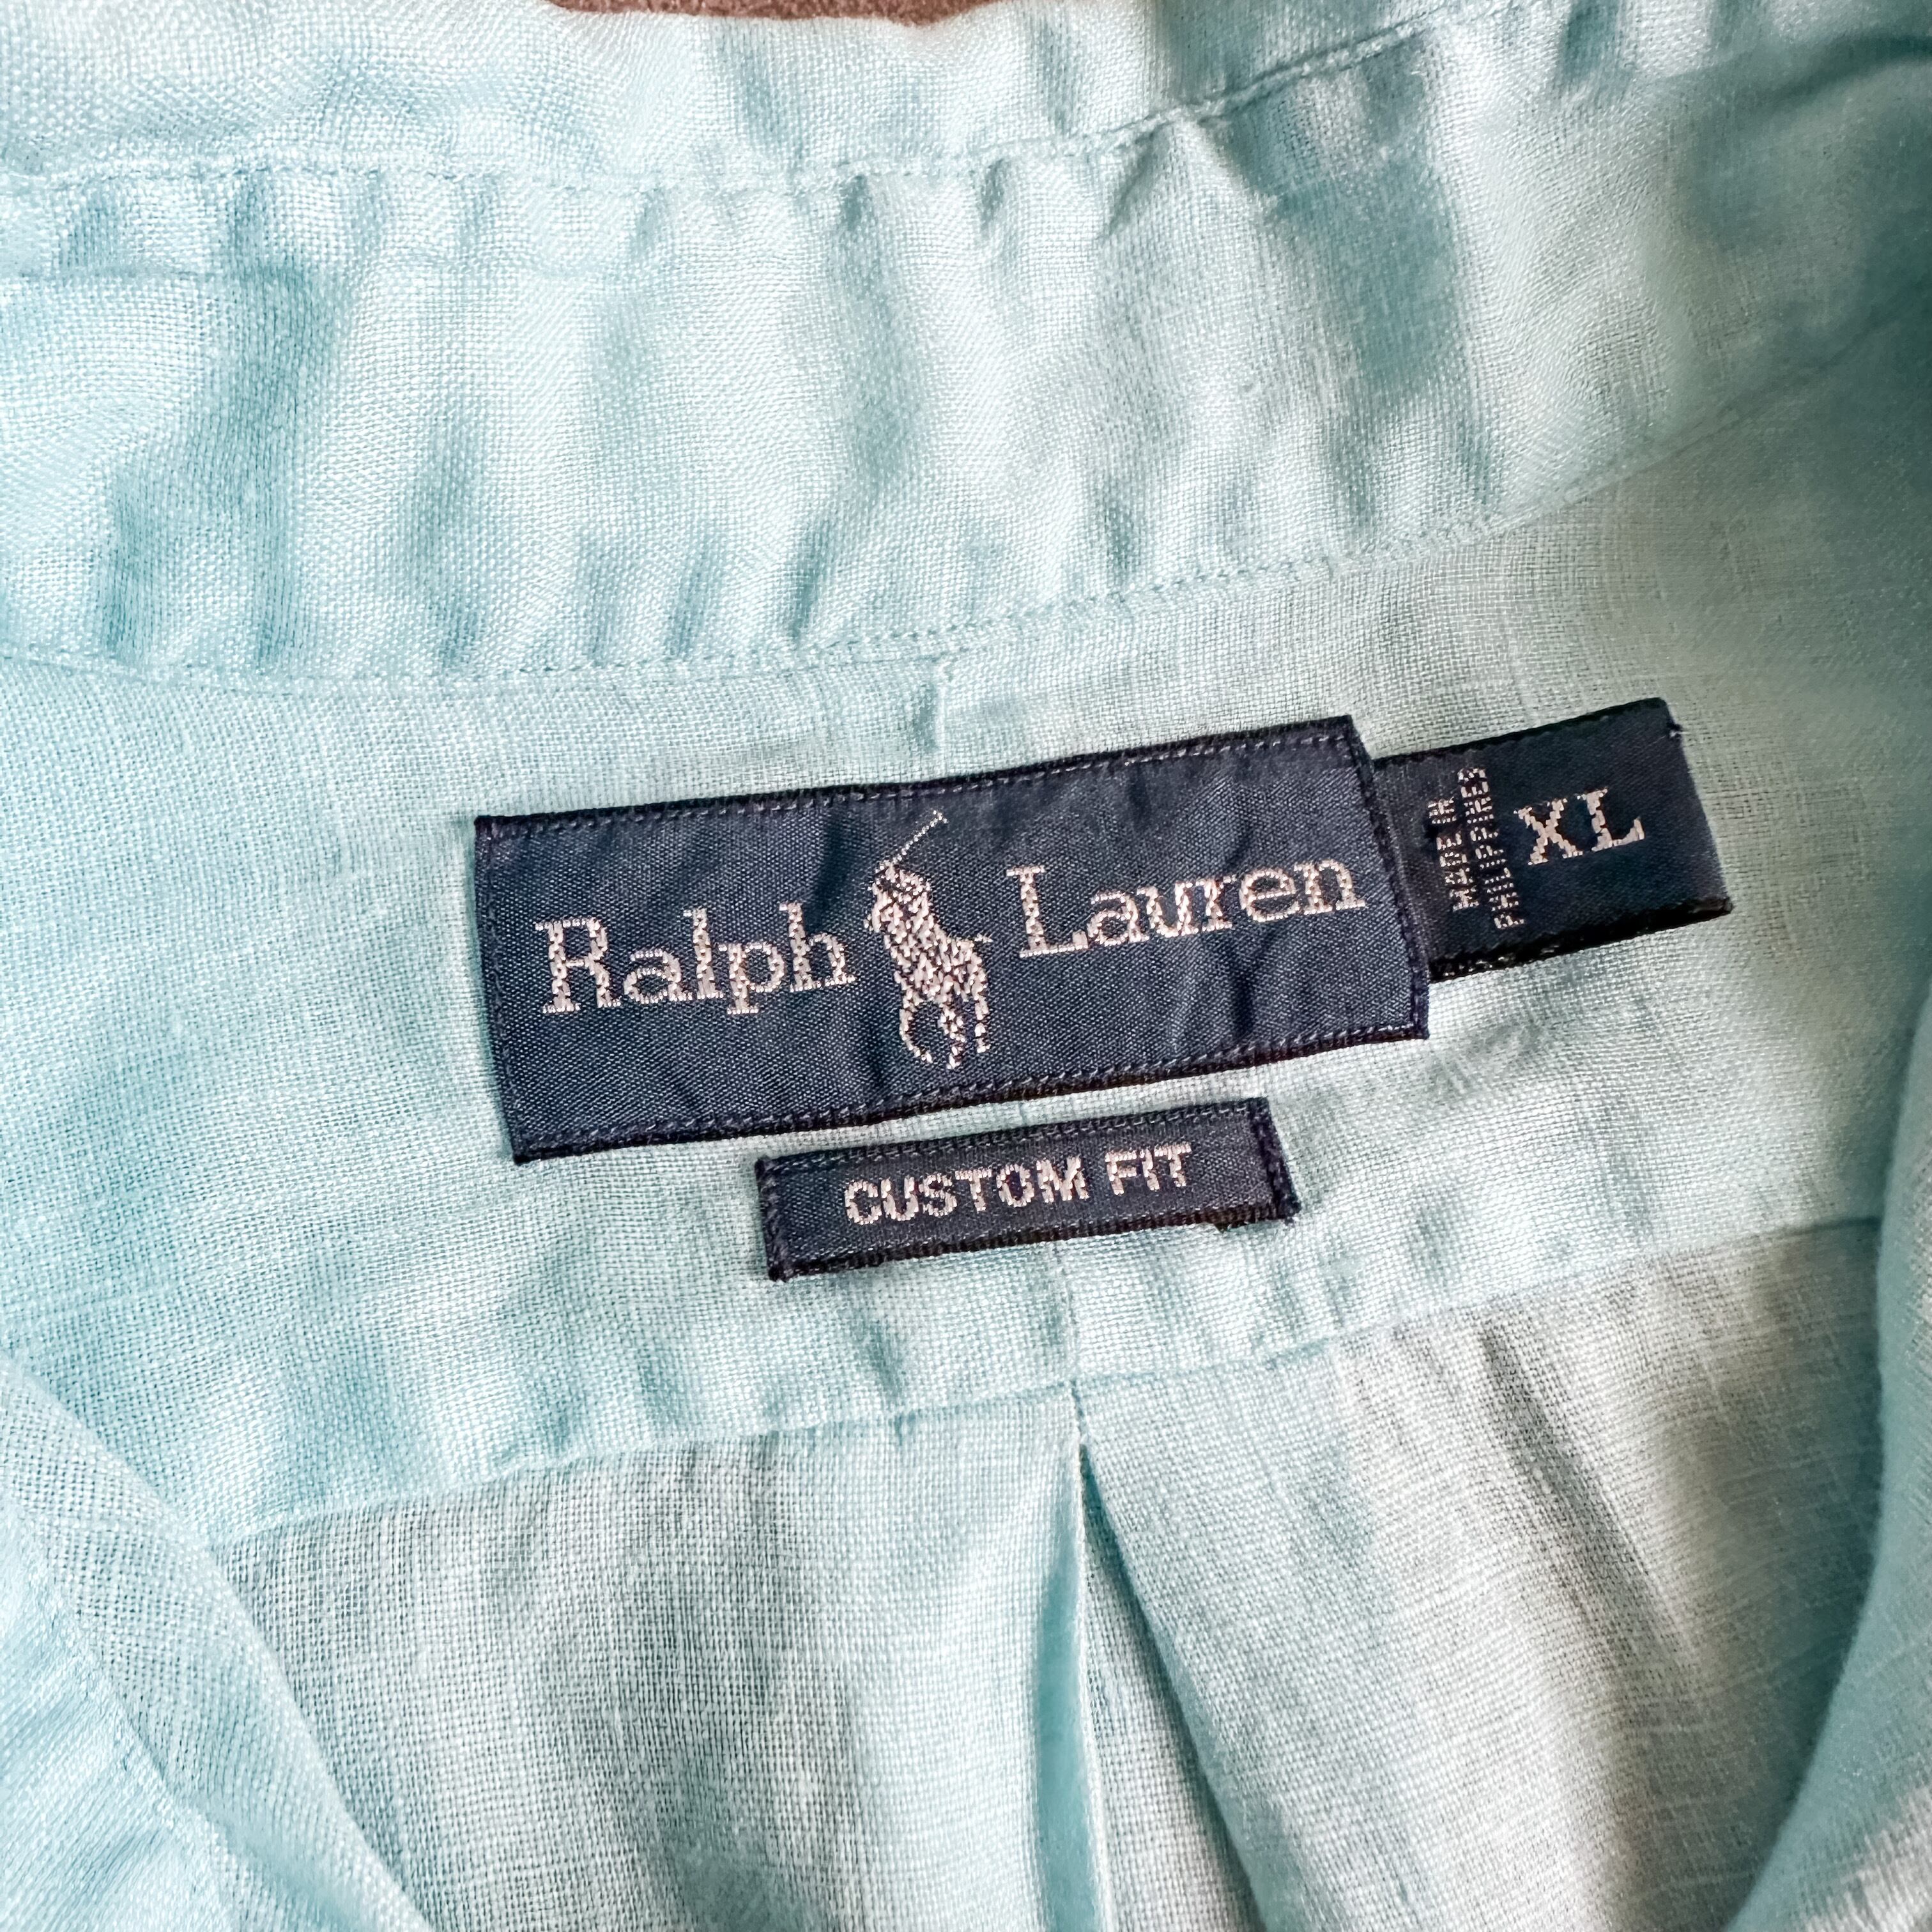 Ralph Lauren
MADE IN
PHILIPPINES
XL
CUSTOM FIT